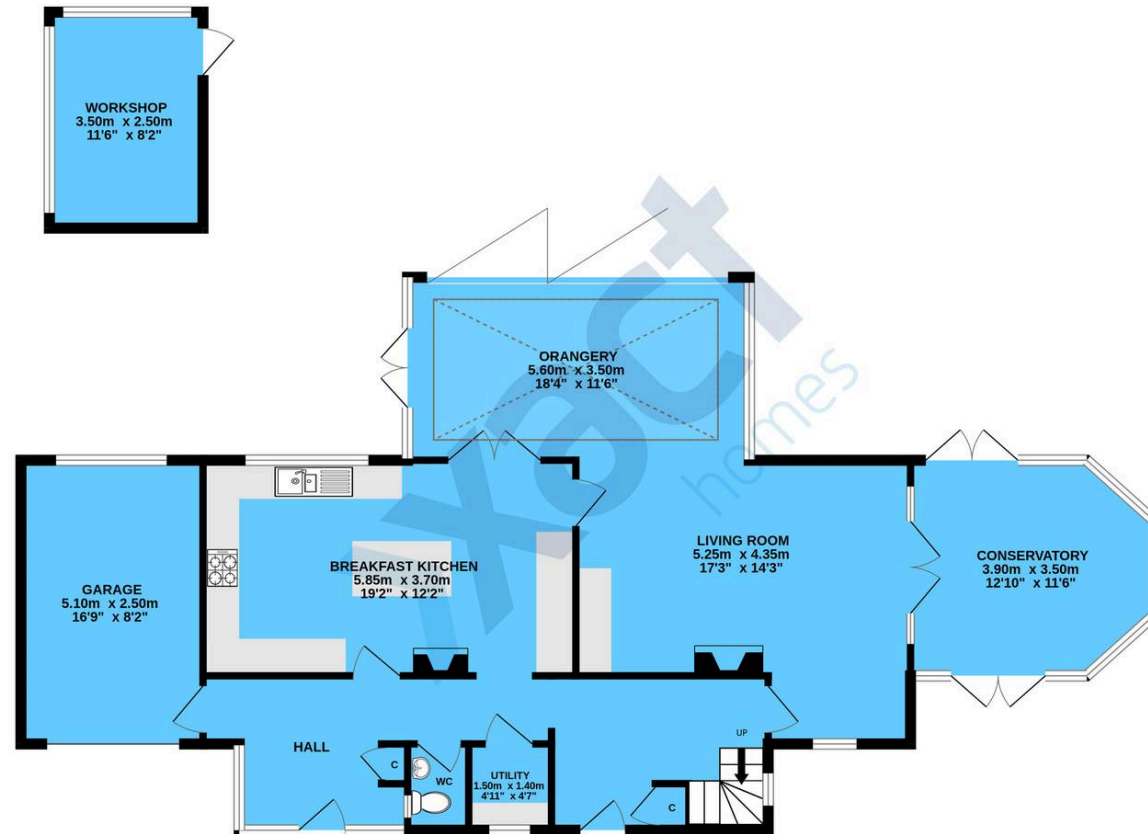 WORKSHOP
3.50m x 2.50m
11'6" x 8'2"
ORANGERY
5.60m x 3.50m
18'4" x 11'6"
xact
homes
GARAGE
5.10m x 2.50m
16'9" x 8'2"
BREAKFAST KITCHEN
5.85m x 3.70m
19'2" x 12'2"
LIVING ROOM
5.25m x 4.35m
17'3" x 14'3"
CONSERVATORY
3.90m x 3.50m
12'10" x 11'6"
HALL
C
WC
UTILITY
1.50m x 1.40m
4'11" x 4'7"
UP
C